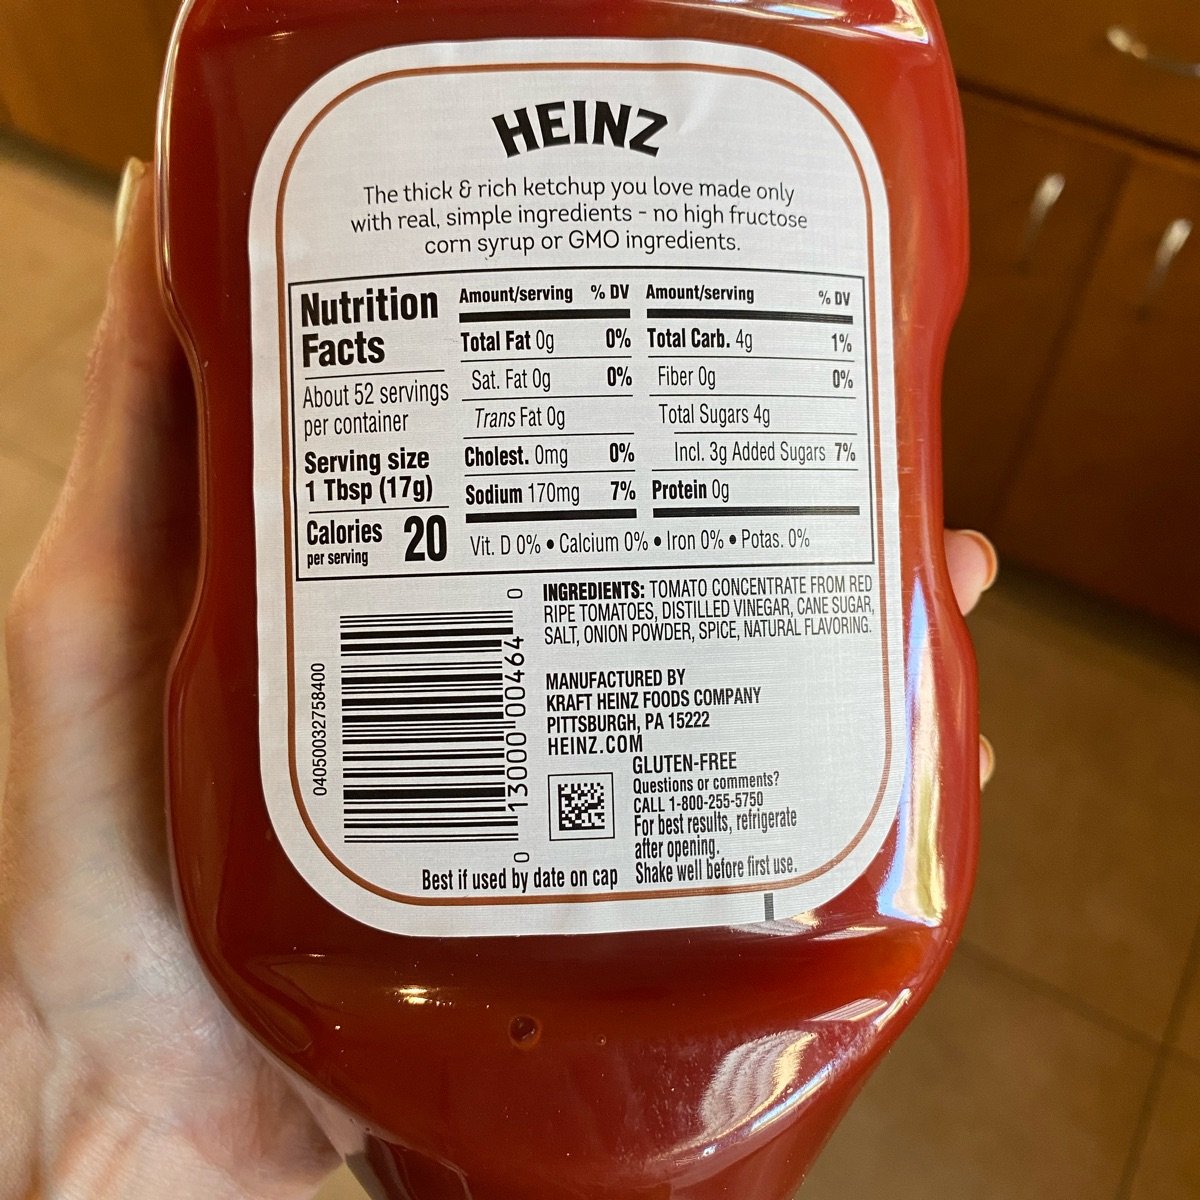 HEINZ
The thick & rich ketchup you love made only
with real, simple ingredients - no high fructose
corn syrup or GMO ingredients.
Nutrition
Facts
About 52 servings
per container
Serving size
1 Tbsp (17g)
Calories
per serving
20
Amount/serving % DV
Total Fat 0g 0%
Sat. Fat 0g 0%
Trans Fat 0g
Cholest. 0mg 0%
Sodium 170mg 7%
Amount/serving % DV
Total Carb. 4g 1%
Fiber 0g 0%
Total Sugars 4g
Incl. 3g Added Sugars 7%
Protein 0g
Vit. D 0% • Calcium 0% • Iron 0% • Potas. 0%
INGREDIENTS: TOMATO CONCENTRATE FROM RED
RIPE TOMATOES, DISTILLED VINEGAR, CANE SUGAR,
SALT, ONION POWDER, SPICE, NATURAL FLAVORING.
04050032758400
0 13000 00464 0
MANUFACTURED BY
KRAFT HEINZ FOODS COMPANY
PITTSBURGH, PA 15222
HEINZ.COM
GLUTEN-FREE
Questions or comments?
CALL 1-800-255-5750
For best results, refrigerate
after opening.
Shake well before first use.
Best if used by date on cap